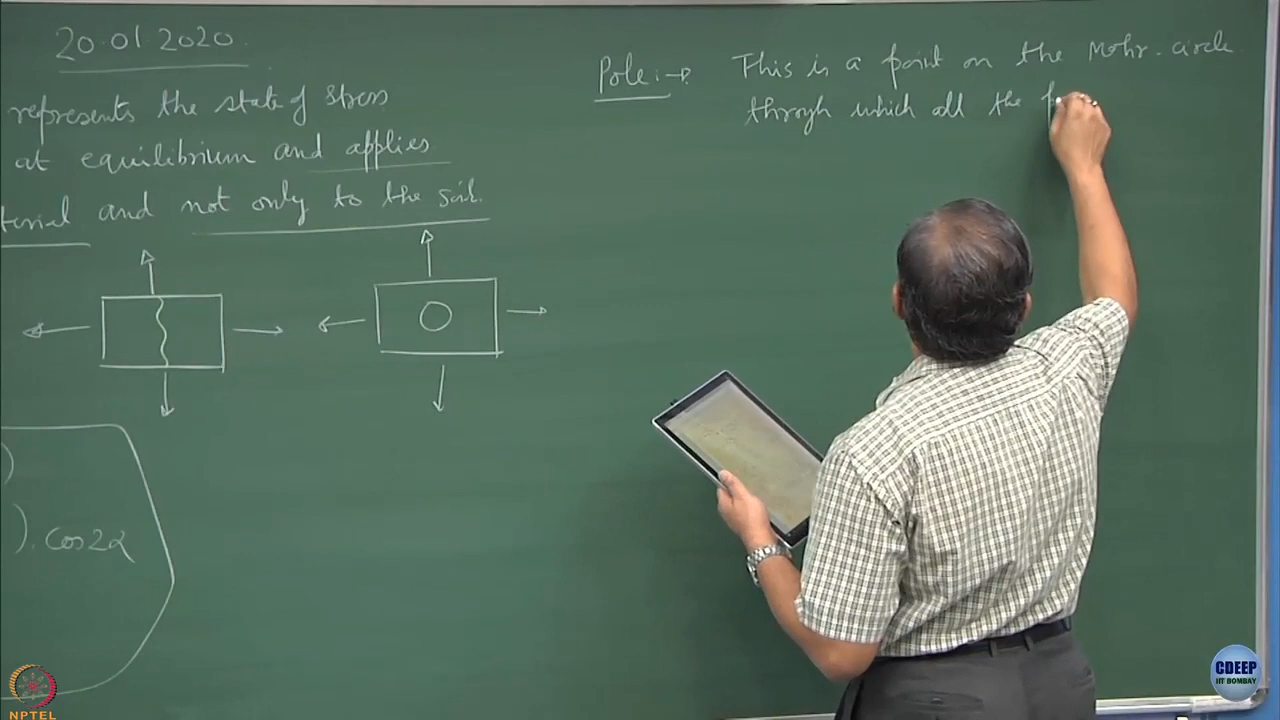 20.01 2020.
represents the state of stress
at equilibrium and applies
terial and not only to the soil.
). cos2α
)
Pole:→ This is a point on the Mohr-circle
through which all the p
CDEEP
IIT BOMBAY
NPTEL